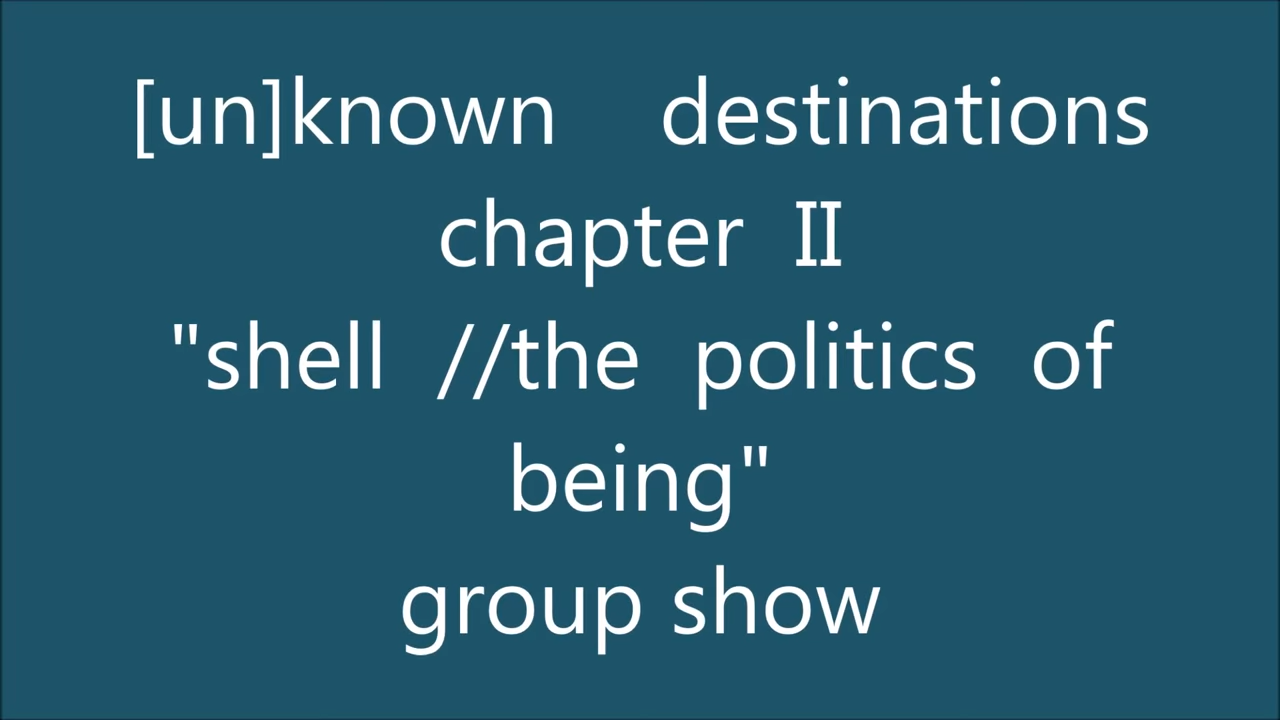 [un]known destinations
chapter II
"shell //the politics of
being"
group show